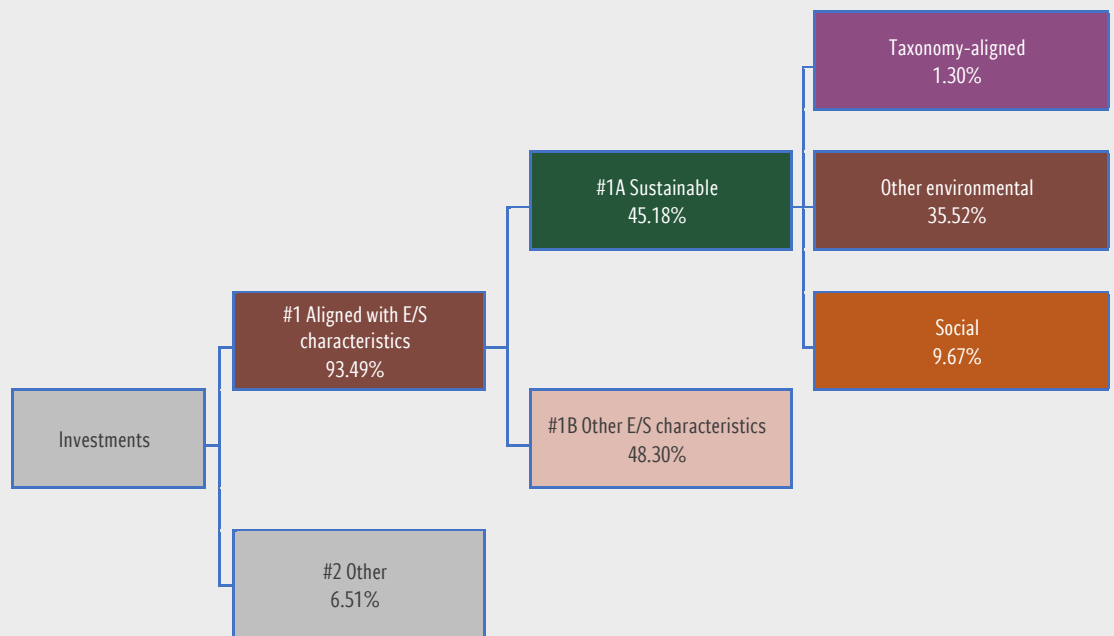 Taxonomy-aligned
1.30%
#1A Sustainable
45.18%
Other environmental
35.52%
#1 Aligned with E/S
characteristics
93.49%
Social
9.67%
Investments
#1B Other E/S characteristics
48.30%
#2 Other
6.51%